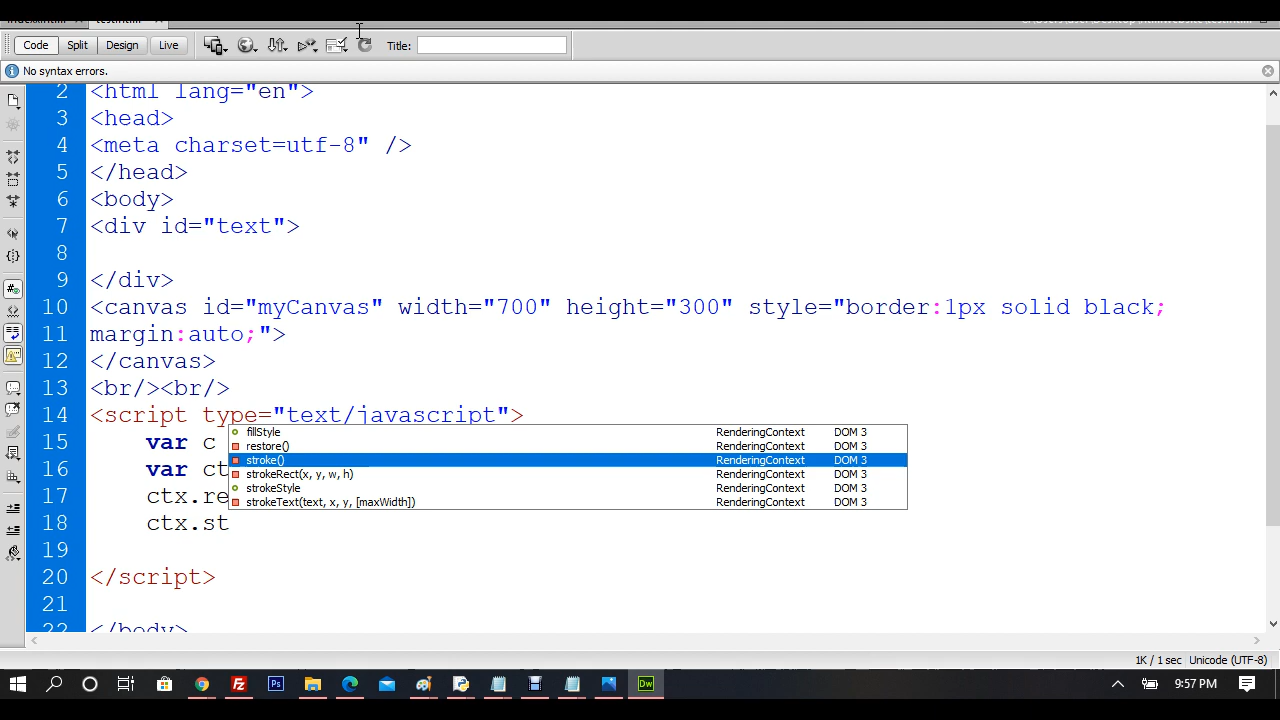 Code Split Design Live Title:
No syntax errors.
2 <html lang="en">
3 <head>
4 <meta charset=utf-8" />
5 </head>
6 <body>
7 <div id="text">
8
9 </div>
10 <canvas id="myCanvas" width="700" height="300" style="border:1px solid black;
11 margin:auto;">
12 </canvas>
13 <br/><br/>
14 <script type="text/javascript">
fillStyle RenderingContext DOM 3
15 var c
restore() RenderingContext DOM 3
stroke() RenderingContext DOM 3
16 var ct
strokeRect(x, y, w, h) RenderingContext DOM 3
strokeStyle RenderingContext DOM 3
17 ctx.re
strokeText(text, x, y, [maxWidth]) RenderingContext DOM 3
18 ctx.st
19
20 </script>
21
22 </body>
1K / 1 sec Unicode (UTF-8)
Fz Ps Dw 9:57 PM